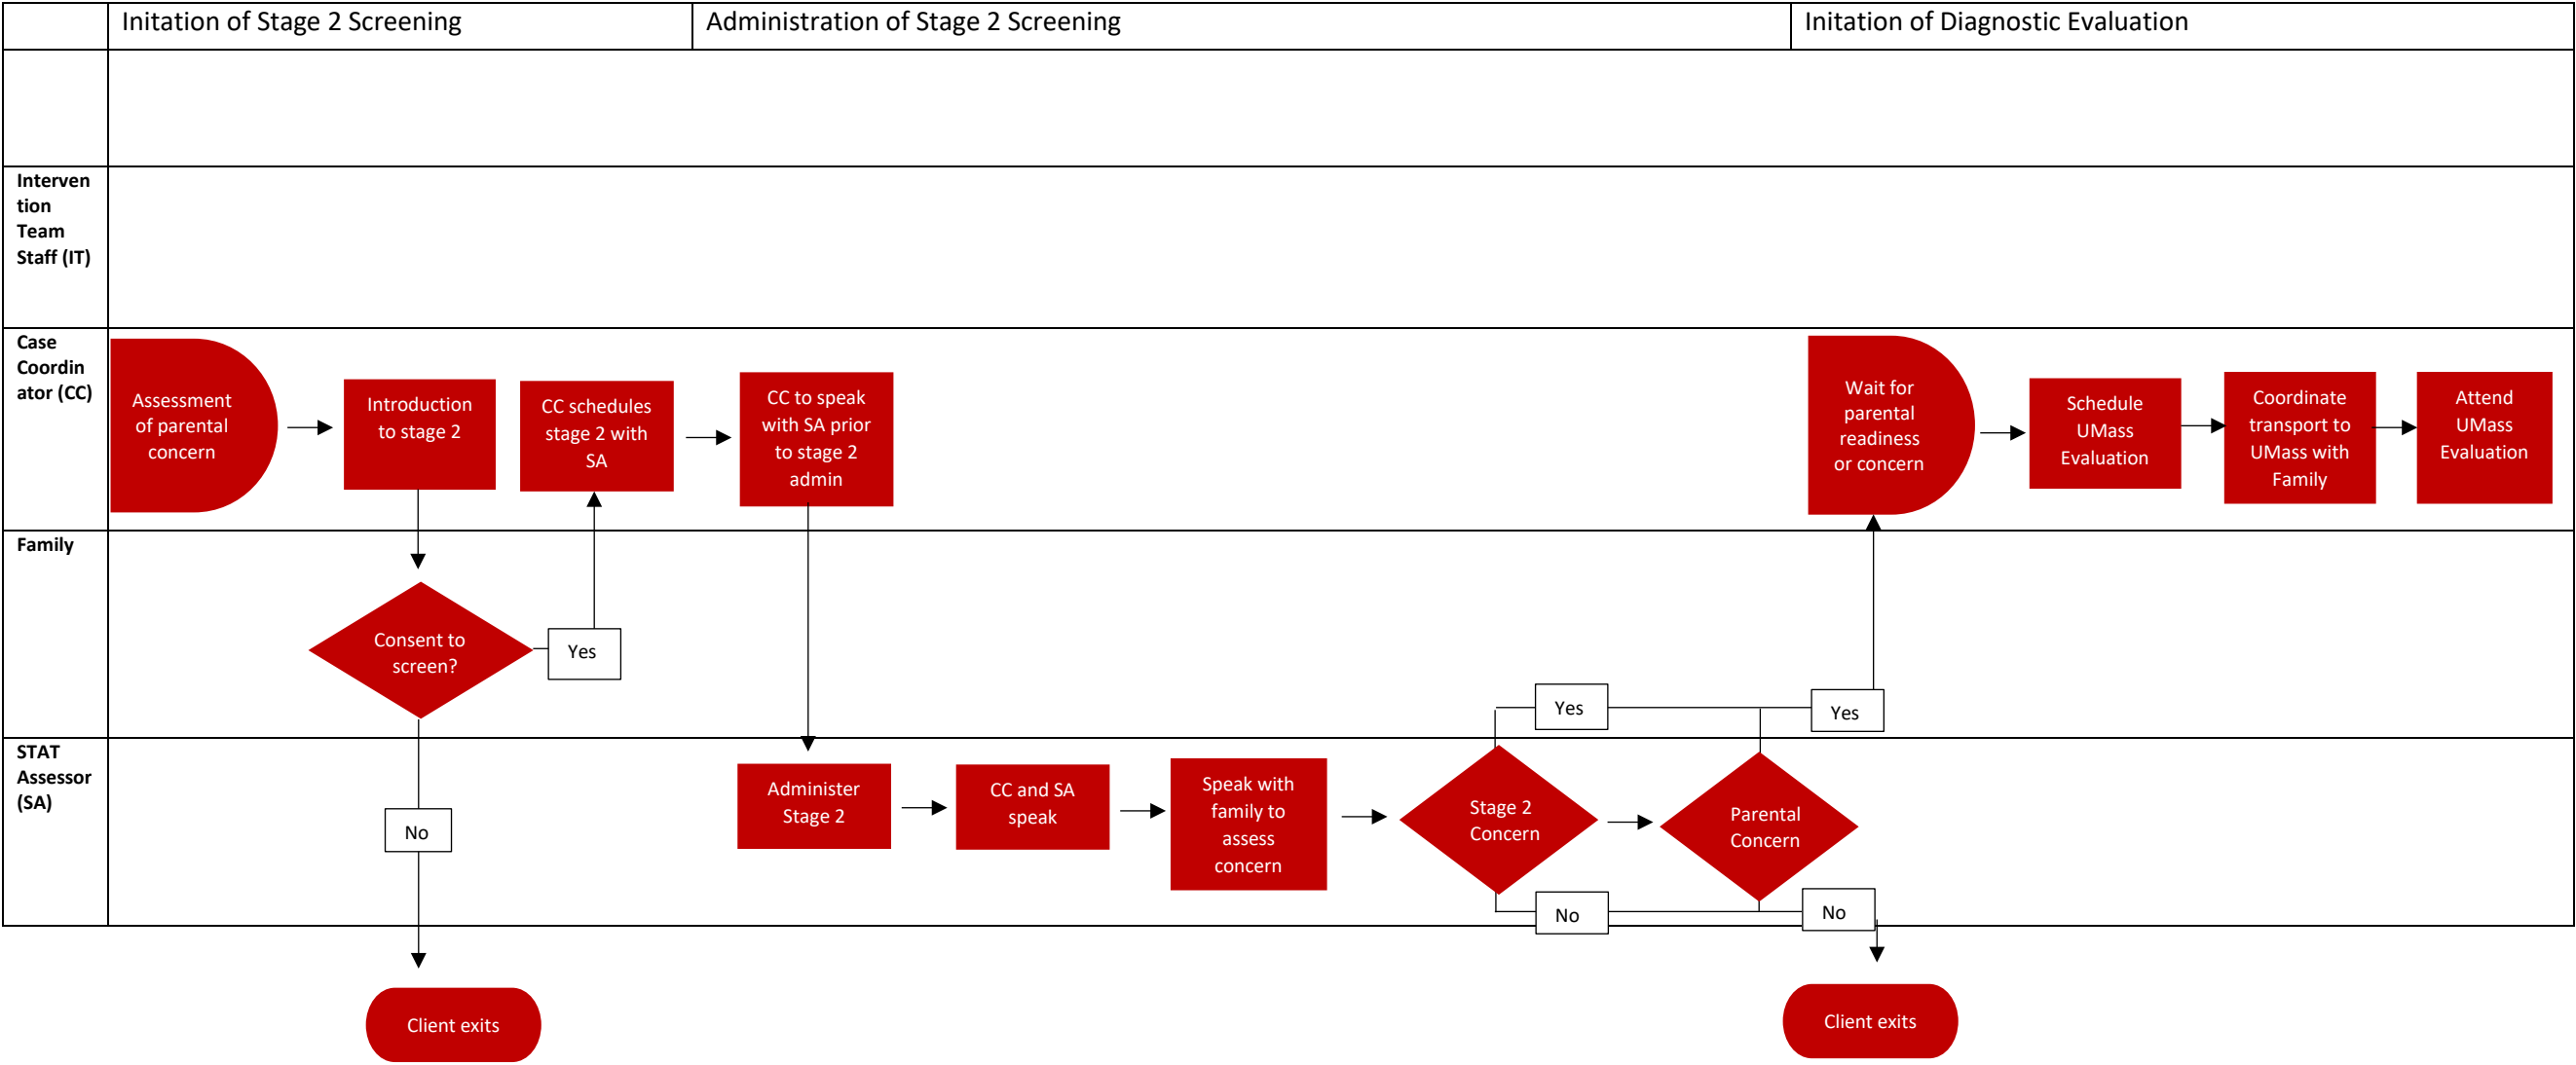 Initation of Stage 2 Screening
Administration of Stage 2 Screening
Initation of Diagnostic Evaluation
Interven
tion
Team
Staff (IT)
Case
Coordin
ator (CC)
Assessment
of parental
concern
Introduction
to stage 2
CC schedules
stage 2 with
SA
CC to speak
with SA prior
to stage 2
admin
Wait for
parental
readiness
or concern
Schedule
UMass
Evaluation
Coordinate
transport to
UMass with
Family
Attend
UMass
Evaluation
Family
Consent to
screen?
Yes
Yes
Yes
STAT
Assessor
(SA)
No
Administer
Stage 2
CC and SA
speak
Speak with
family to
assess
concern
Stage 2
Concern
Parental
Concern
No
No
Client exits
Client exits